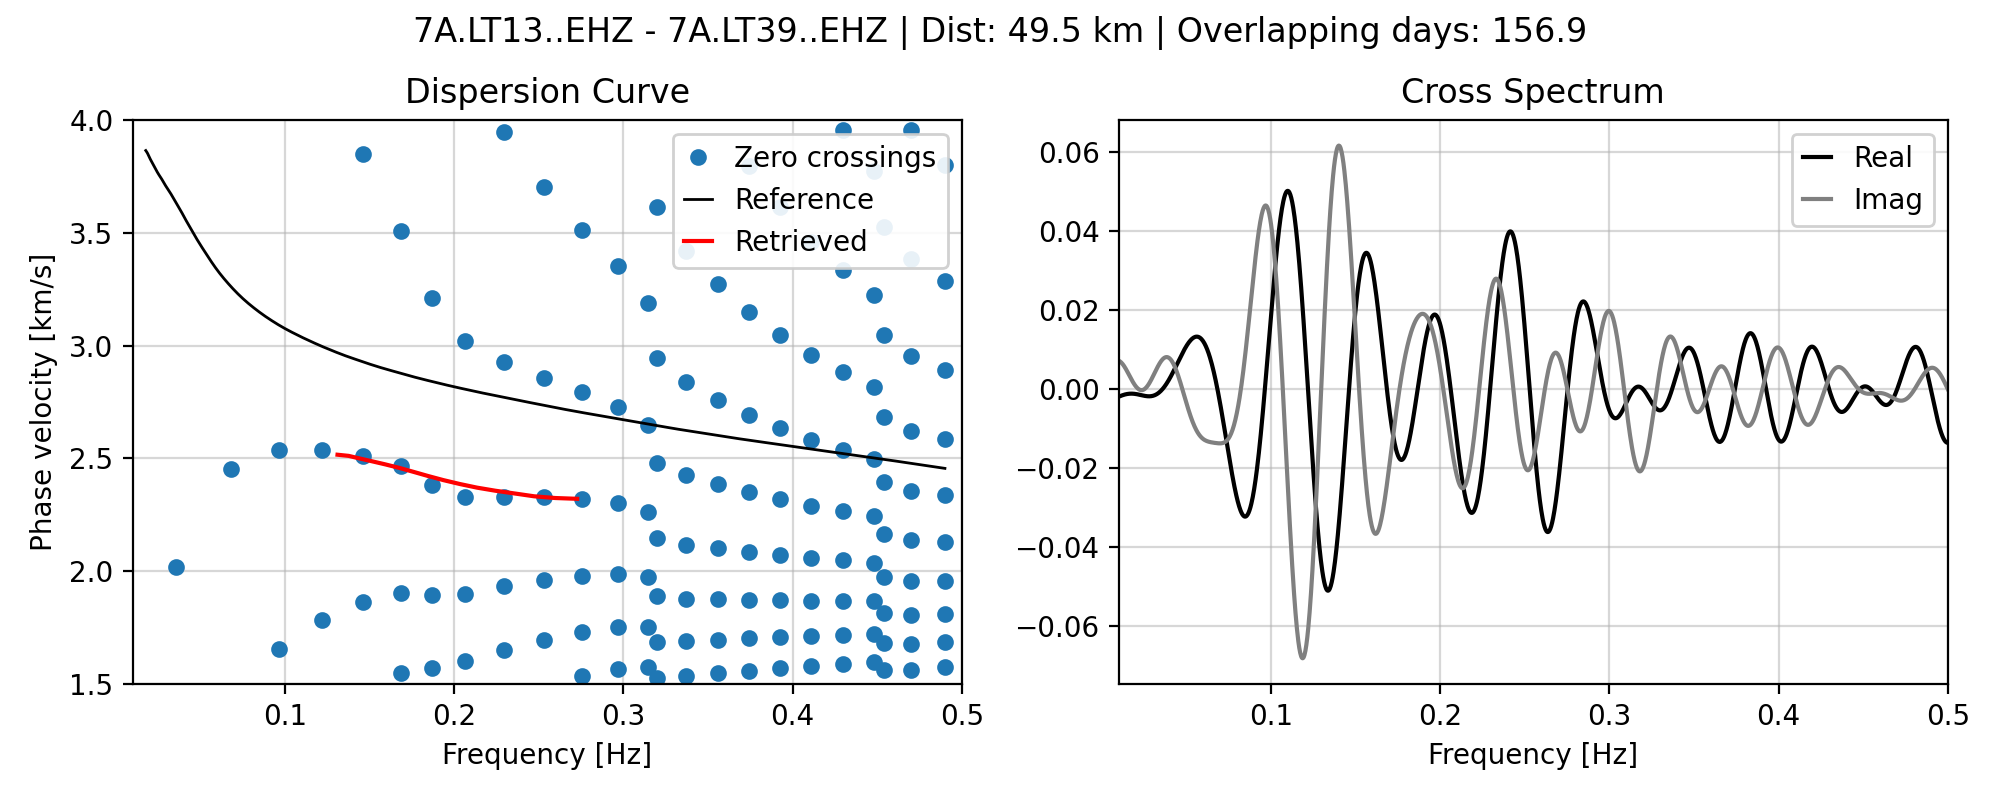 7A.LT13..EHZ - 7A.LT39..EHZ | Dist: 49.5 km | Overlapping days: 156.9
Dispersion Curve
Phase velocity [km/s]
4.0
3.5
3.0
2.5
2.0
1.5
0.1
0.2
0.3
0.4
0.5
Frequency [Hz]
Zero crossings
Reference
Retrieved
Cross Spectrum
0.06
0.04
0.02
0.00
−0.02
−0.04
−0.06
0.1
0.2
0.3
0.4
0.5
Frequency [Hz]
Real
Imag